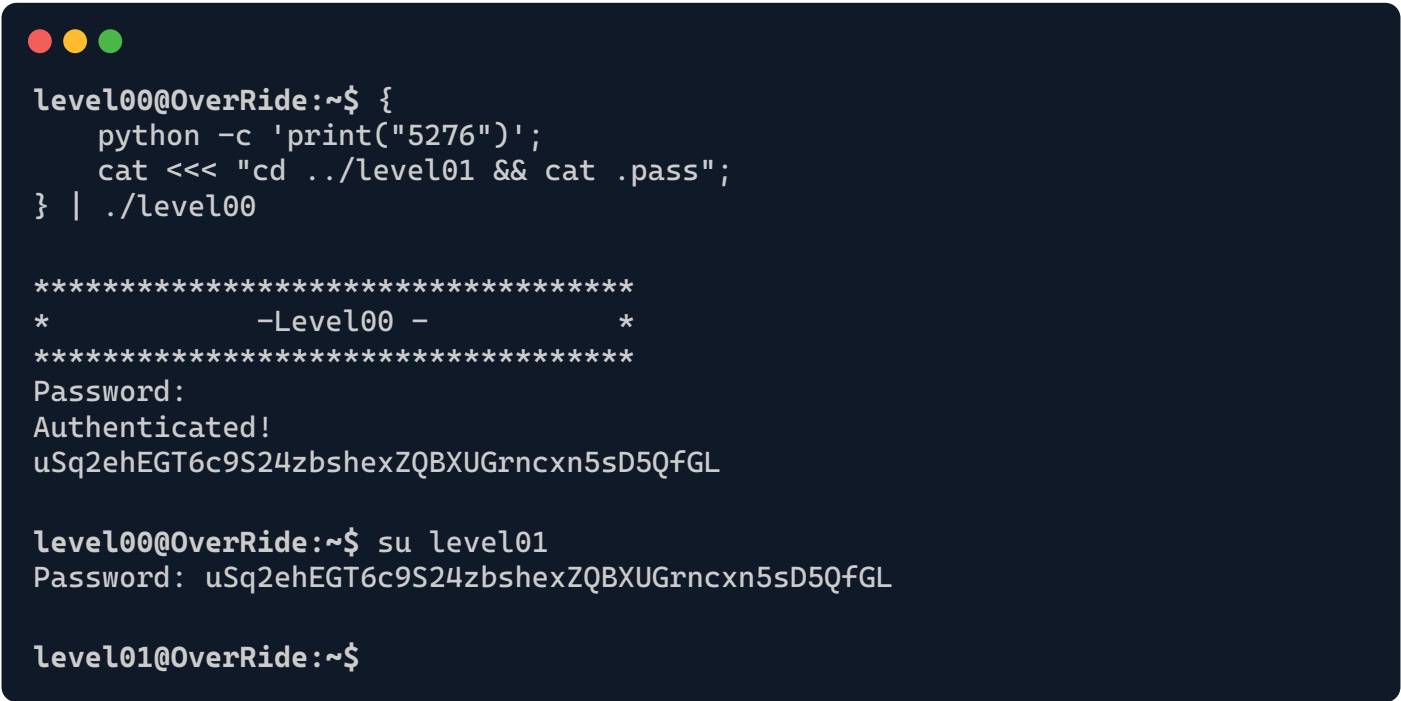 level00@OverRide:~$ {
    python -c 'print("5276")';
    cat <<< "cd ../level01 && cat .pass";
} | ./level00
***********************************
*            -Level00 -           *
***********************************
Password:
Authenticated!
uSq2ehEGT6c9S24zbshexZQBXUGrncxn5sD5QfGL
level00@OverRide:~$ su level01
Password: uSq2ehEGT6c9S24zbshexZQBXUGrncxn5sD5QfGL
level01@OverRide:~$